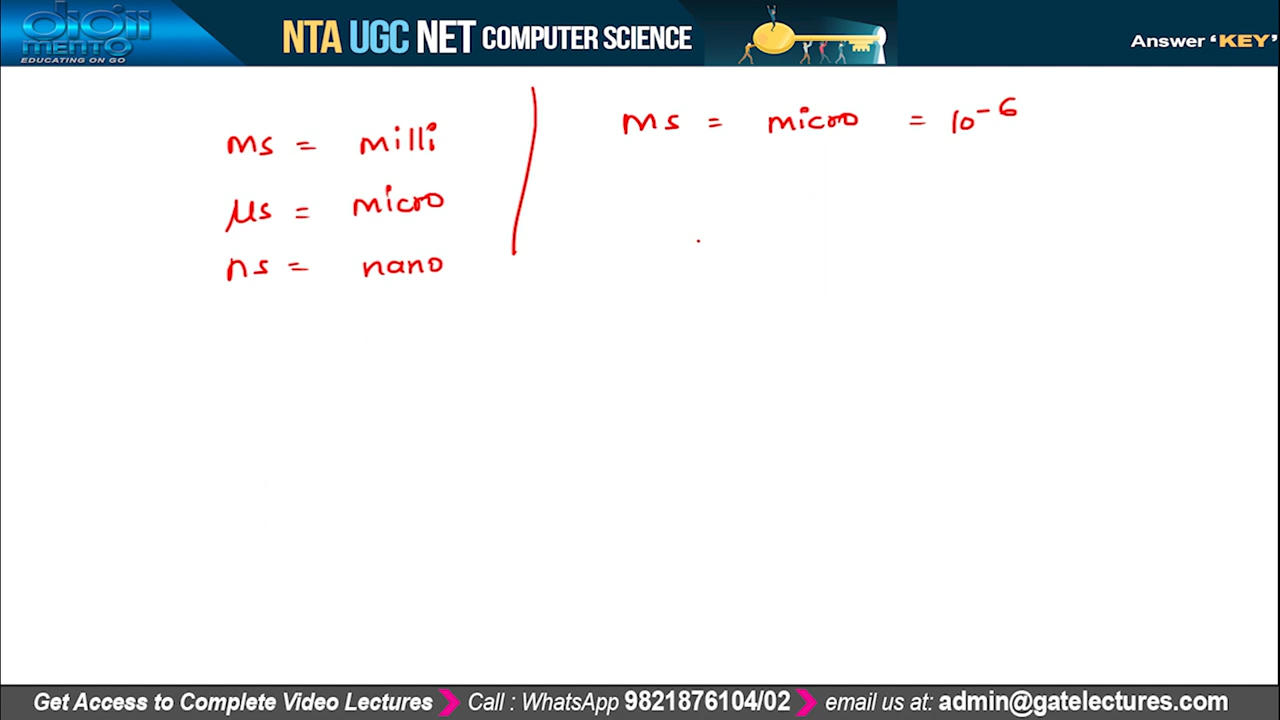 diqii
MENTO
EDUCATING ON GO
NTA UGC NET COMPUTER SCIENCE
Answer ‘KEY’
ms = milli
μs = micro
ns = nano
ms = micro = 10⁻⁶
Get Access to Complete Video Lectures
Call : WhatsApp 9821876104/02
email us at: admin@gatelectures.com